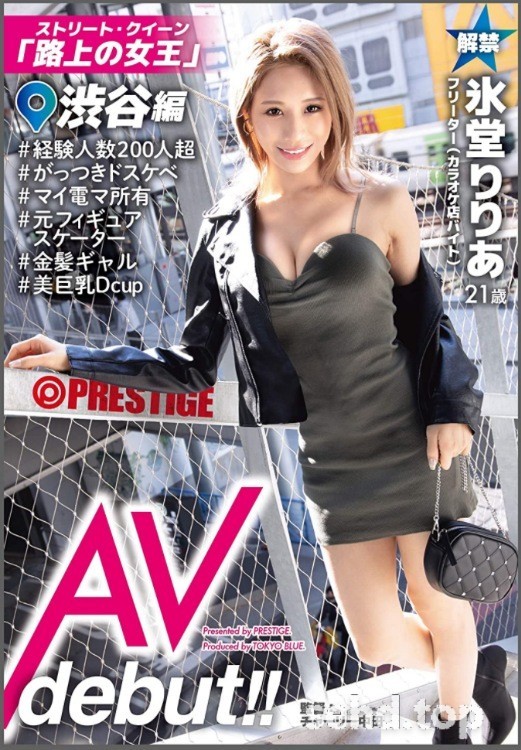 ストリート・クイーン
「路上の女王」
渋谷編
#経験人数200人超
#がっつきドスケベ
#マイ電マ所有
#元フィギュア
スケーター
#金髪ギャル
#美巨乳Dcup
解禁
氷堂りりあ
21歳
フリーター(カラオケ店バイト)
PRESTIGE
AV
debut!!
Presented by PRESTIGE.
Produced by TOKYO BLUE.